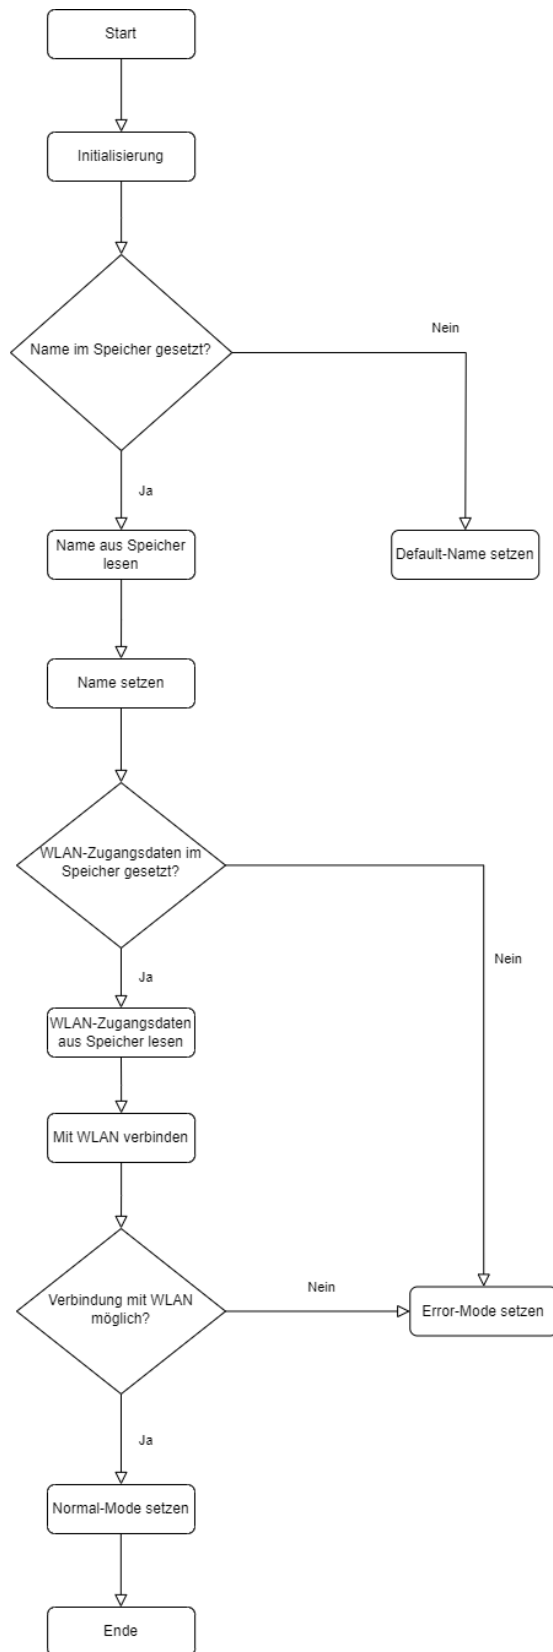 Start
Initialisierung
Name im Speicher gesetzt?
Nein
Ja
Name aus Speicher
lesen
Default-Name setzen
Name setzen
WLAN-Zugangsdaten im
Speicher gesetzt?
Nein
Ja
WLAN-Zugangsdaten
aus Speicher lesen
Mit WLAN verbinden
Verbindung mit WLAN
möglich?
Nein
Error-Mode setzen
Ja
Normal-Mode setzen
Ende